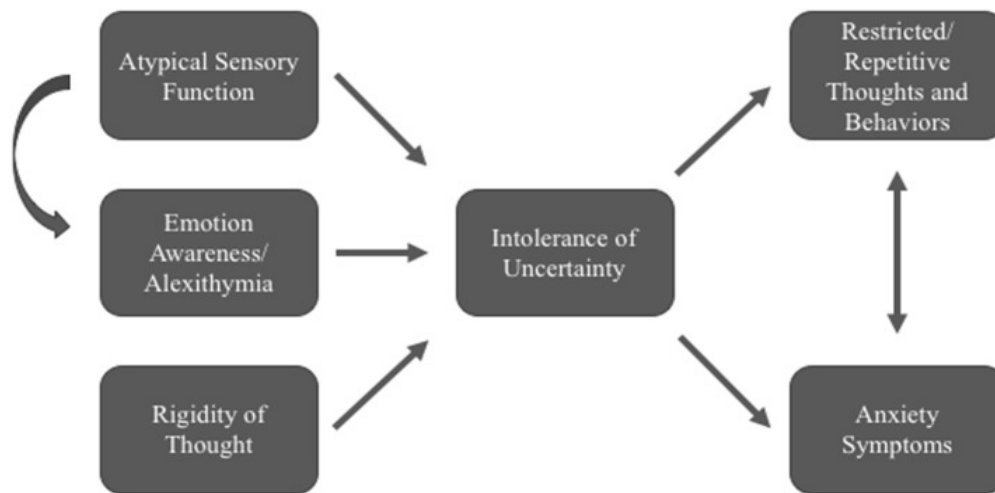 Atypical Sensory
Function
Emotion
Awareness/
Alexithymia
Rigidity of
Thought
Intolerance of
Uncertainty
Restricted/
Repetitive
Thoughts and
Behaviors
Anxiety
Symptoms